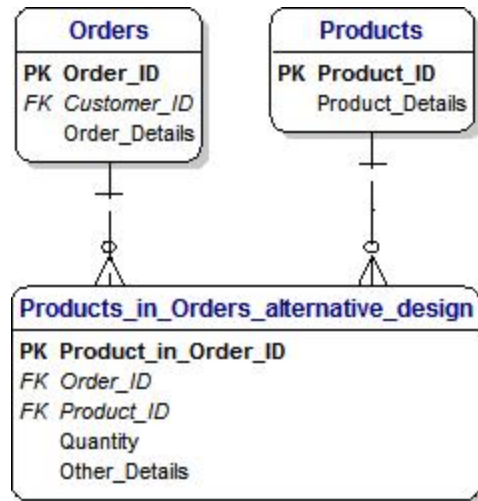 Orders
PK Order_ID
FK Customer_ID
Order_Details
Products
PK Product_ID
Product_Details
Products_in_Orders_alternative_design
PK Product_in_Order_ID
FK Order_ID
FK Product_ID
Quantity
Other_Details